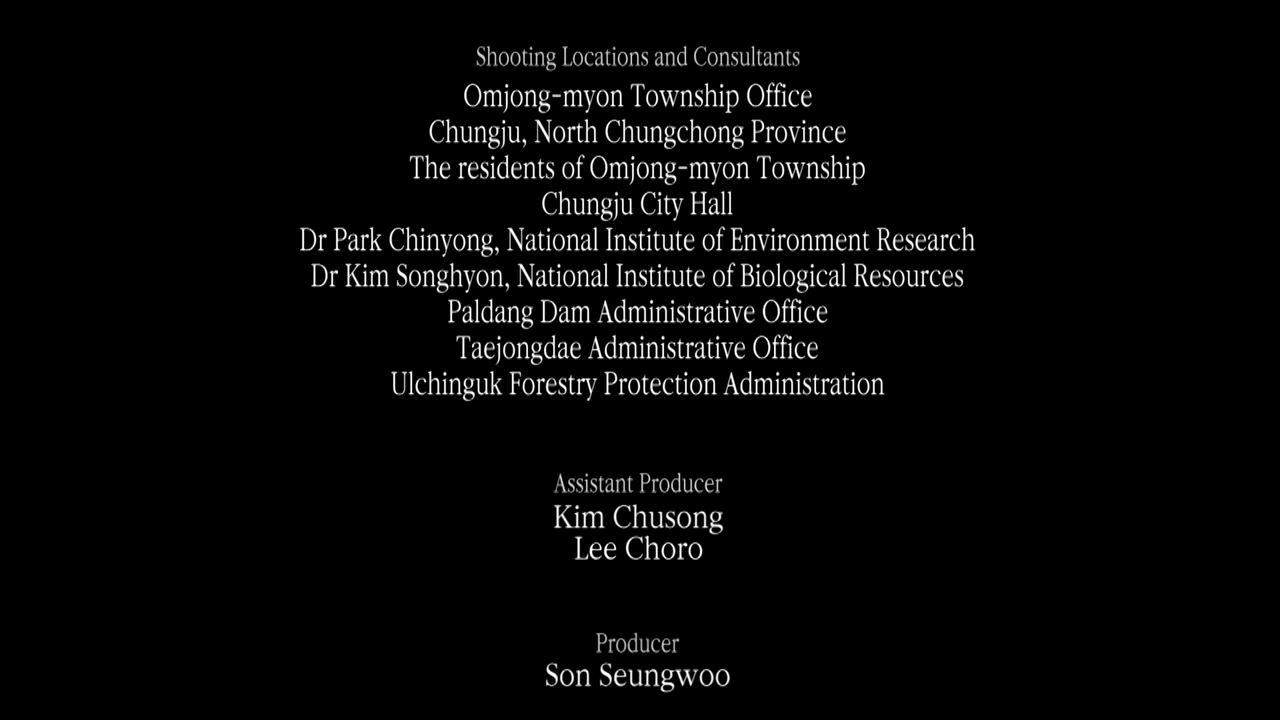 Shooting Locations and Consultants
Omjong-myon Township Office
Chungju, North Chungchong Province
The residents of Omjong-myon Township
Chungju City Hall
Dr Park Chinyong, National Institute of Environment Research
Dr Kim Songhyon, National Institute of Biological Resources
Paldang Dam Administrative Office
Taejongdae Administrative Office
Ulchinguk Forestry Protection Administration
Assistant Producer
Kim Chusong
Lee Choro
Producer
Son Seungwoo